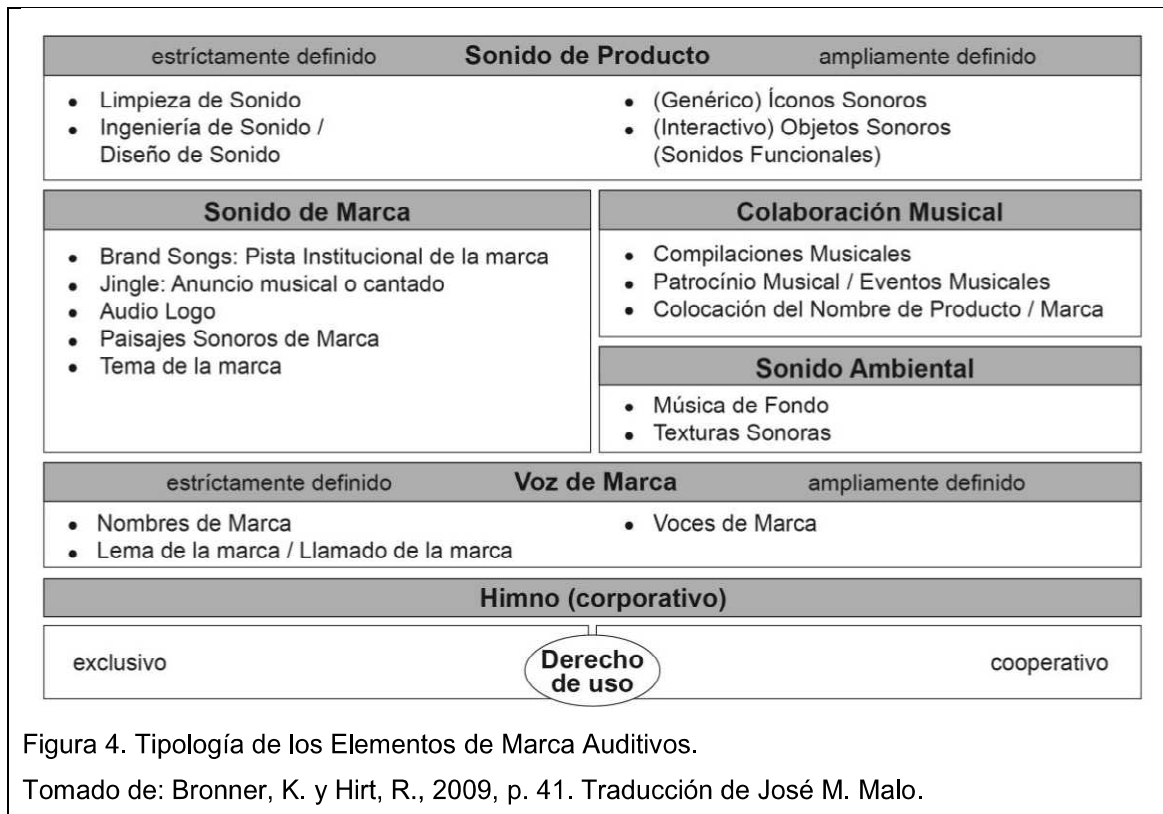 estríctamente definido Sonido de Producto ampliamente definido
• Limpieza de Sonido
• Ingeniería de Sonido /
Diseño de Sonido
• (Genérico) Íconos Sonoros
• (Interactivo) Objetos Sonoros
(Sonidos Funcionales)
Sonido de Marca
• Brand Songs: Pista Institucional de la marca
• Jingle: Anuncio musical o cantado
• Audio Logo
• Paisajes Sonoros de Marca
• Tema de la marca
Colaboración Musical
• Compilaciones Musicales
• Patrocínio Musical / Eventos Musicales
• Colocación del Nombre de Producto / Marca
Sonido Ambiental
• Música de Fondo
• Texturas Sonoras
estríctamente definido Voz de Marca ampliamente definido
• Nombres de Marca
• Lema de la marca / Llamado de la marca
• Voces de Marca
Himno (corporativo)
exclusivo
Derecho
de uso
cooperativo
Figura 4. Tipología de los Elementos de Marca Auditivos.
Tomado de: Bronner, K. y Hirt, R., 2009, p. 41. Traducción de José M. Malo.